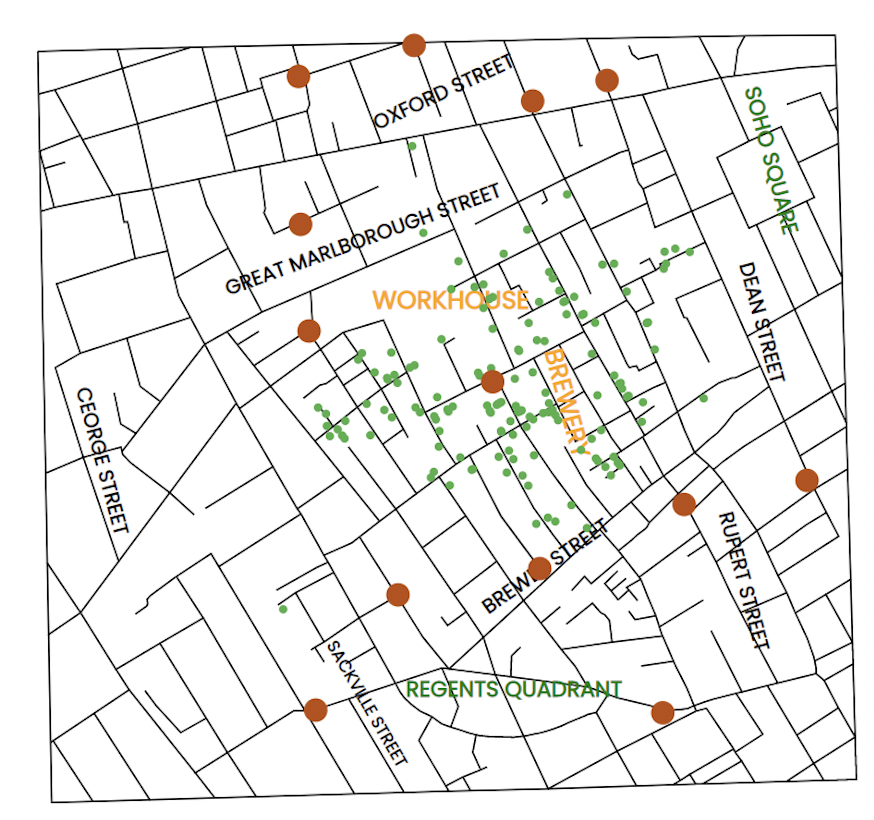 OXFORD STREET
SOHO SQUARE
GREAT MARLBOROUGH STREET
WORKHOUSE
DEAN STREET
BREWERY
CEORGE STREET
BREWER STREET
RUPERT STREET
SACKVILLE STREET
REGENTS QUADRANT